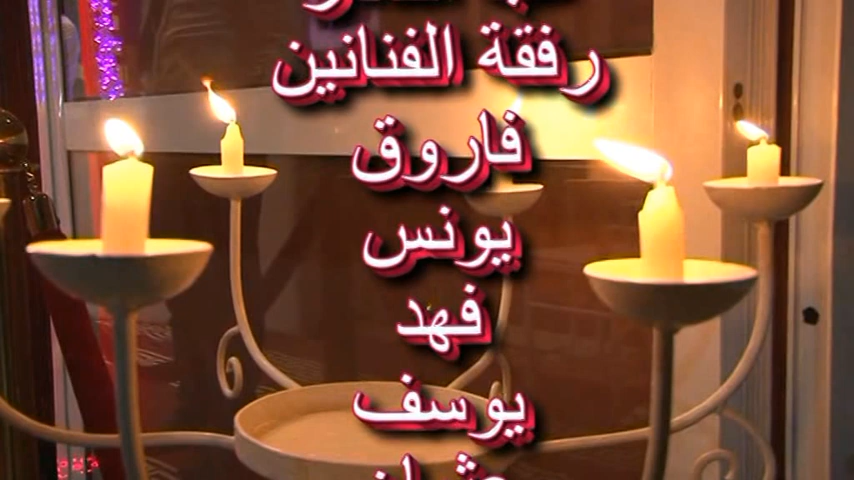 رفقة الفنانين
فاروق
يونس
فهد
يوسف